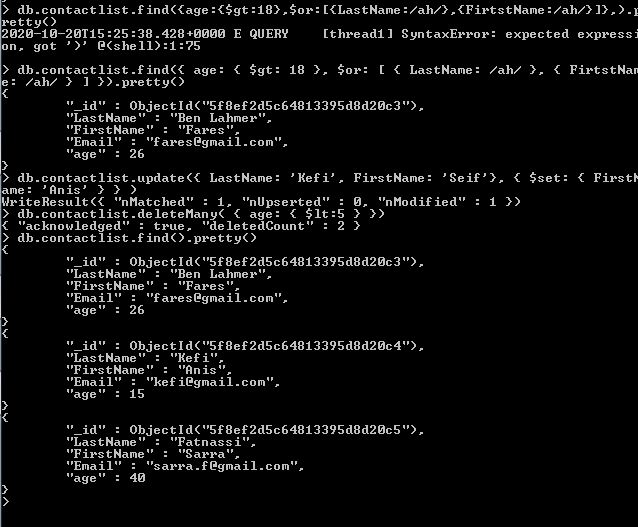 > db.contactlist.find({age:{$gt:18},$or:[{LastName:/ah/},{FirtstName:/ah/}]},).p
retty()
2020-10-20T15:25:38.428+0000 E QUERY    [thread1] SyntaxError: expected expressi
on, got ')' @(shell):1:75

> db.contactlist.find({ age: { $gt: 18 }, $or: [ { LastName: /ah/ }, { FirtstNam
e: /ah/ } ] }).pretty()
{
        "_id" : ObjectId("5f8ef2d5c64813395d8d20c3"),
        "LastName" : "Ben Lahmer",
        "FirstName" : "Fares",
        "Email" : "fares@gmail.com",
        "age" : 26
}
> db.contactlist.update({ LastName: 'Kefi', FirstName: 'Seif'}, { $set: { FirstN
ame: 'Anis' } } )
WriteResult({ "nMatched" : 1, "nUpserted" : 0, "nModified" : 1 })
> db.contactlist.deleteMany( { age: { $lt:5 } })
{ "acknowledged" : true, "deletedCount" : 2 }
> db.contactlist.find().pretty()
{
        "_id" : ObjectId("5f8ef2d5c64813395d8d20c3"),
        "LastName" : "Ben Lahmer",
        "FirstName" : "Fares",
        "Email" : "fares@gmail.com",
        "age" : 26
}
{
        "_id" : ObjectId("5f8ef2d5c64813395d8d20c4"),
        "LastName" : "Kefi",
        "FirstName" : "Anis",
        "Email" : "kefi@gmail.com",
        "age" : 15
}
{
        "_id" : ObjectId("5f8ef2d5c64813395d8d20c5"),
        "LastName" : "Fatnassi",
        "FirstName" : "Sarra",
        "Email" : "sarra.f@gmail.com",
        "age" : 40
}
>